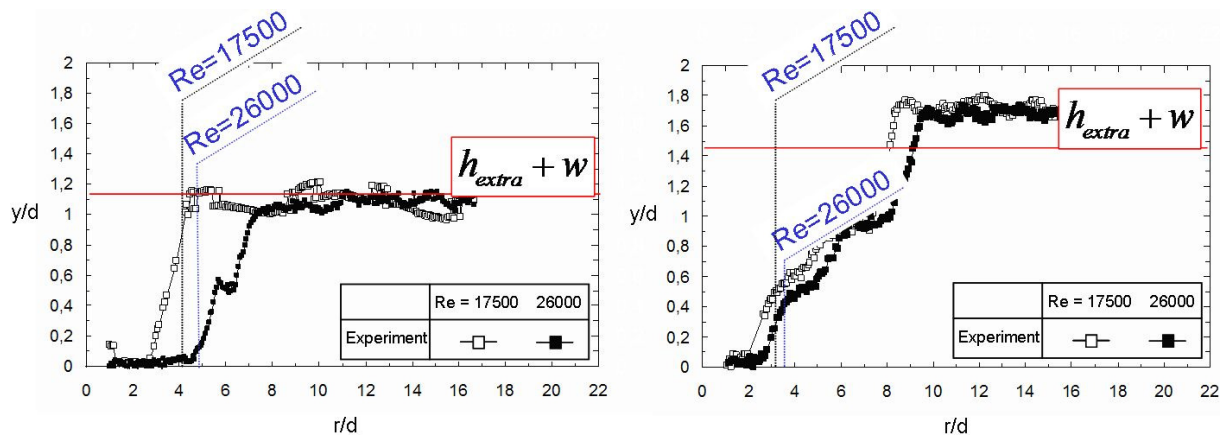 Re=17500
Re=26000
2
1,8
1,6
1,4
1,2
y/d
1
0,8
0,6
0,4
0,2
0
h_extra + w
Re = 17500 26000
Experiment
0 2 4 6 8 10 12 14 16 18 20 22
r/d
Re=17500
Re=26000
2
1,8
1,6
1,4
1,2
y/d
1
0,8
0,6
0,4
0,2
0
h_extra + w
Re = 17500 26000
Experiment
0 2 4 6 8 10 12 14 16 18 20 22
r/d